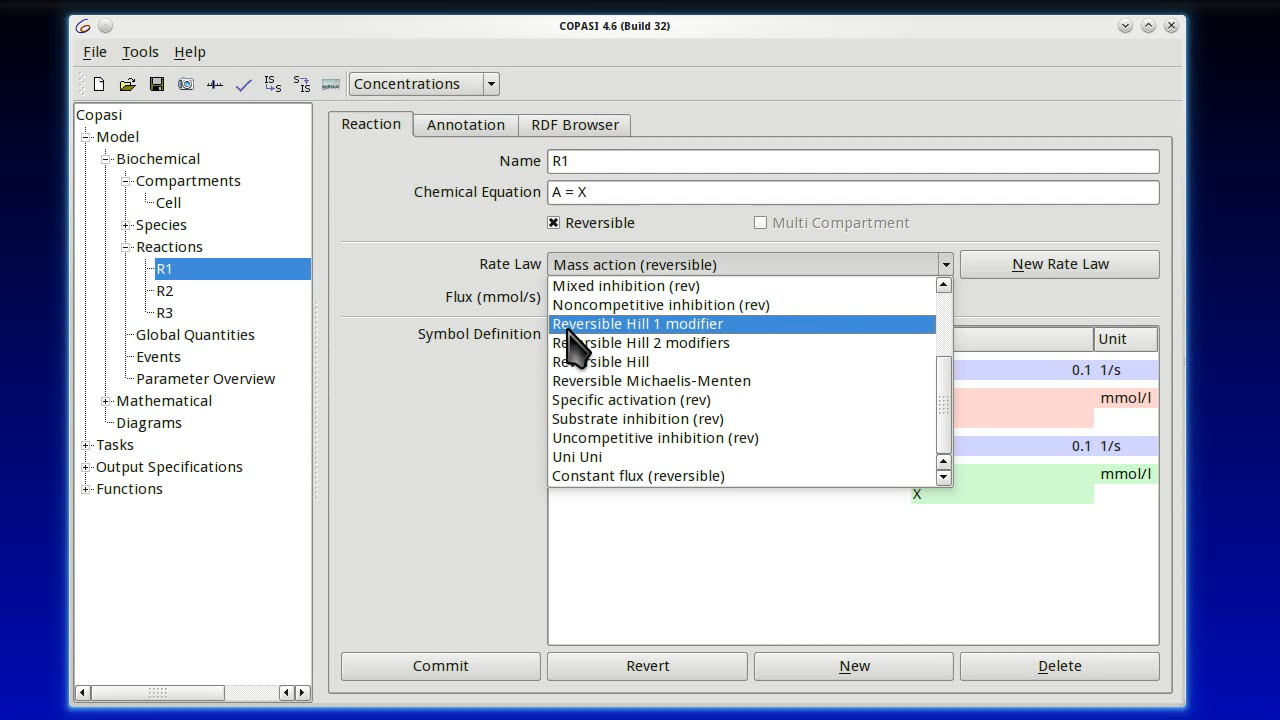 COPASI 4.6 (Build 32)
File Tools Help
Concentrations
Copasi
Model
Biochemical
Compartments
Cell
Species
Reactions
R1
R2
R3
Global Quantities
Events
Parameter Overview
Mathematical
Diagrams
Tasks
Output Specifications
Functions
Reaction Annotation RDF Browser
Name R1
Chemical Equation A = X
Reversible Multi Compartment
Rate Law Mass action (reversible) New Rate Law
Flux (mmol/s)
Symbol Definition
Mixed inhibition (rev)
Noncompetitive inhibition (rev)
Reversible Hill 1 modifier
Reversible Hill 2 modifiers
Reversible Hill
Reversible Michaelis-Menten
Specific activation (rev)
Substrate inhibition (rev)
Uncompetitive inhibition (rev)
Uni Uni
Constant flux (reversible)
Unit
0.1 1/s
mmol/l
0.1 1/s
mmol/l
X
Commit Revert New Delete